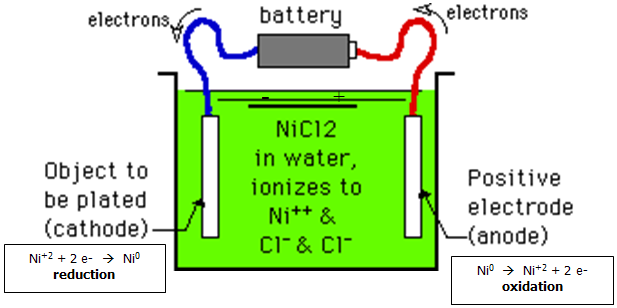 electrons
battery
electrons
- +
NiCl2
in water,
ionizes to
Ni⁺⁺ &
Cl⁻ & Cl⁻
Object to
be plated
(cathode)
Positive
electrode
(anode)
Ni⁺² + 2 e- → Ni⁰
reduction
Ni⁰ → Ni⁺² + 2 e-
oxidation